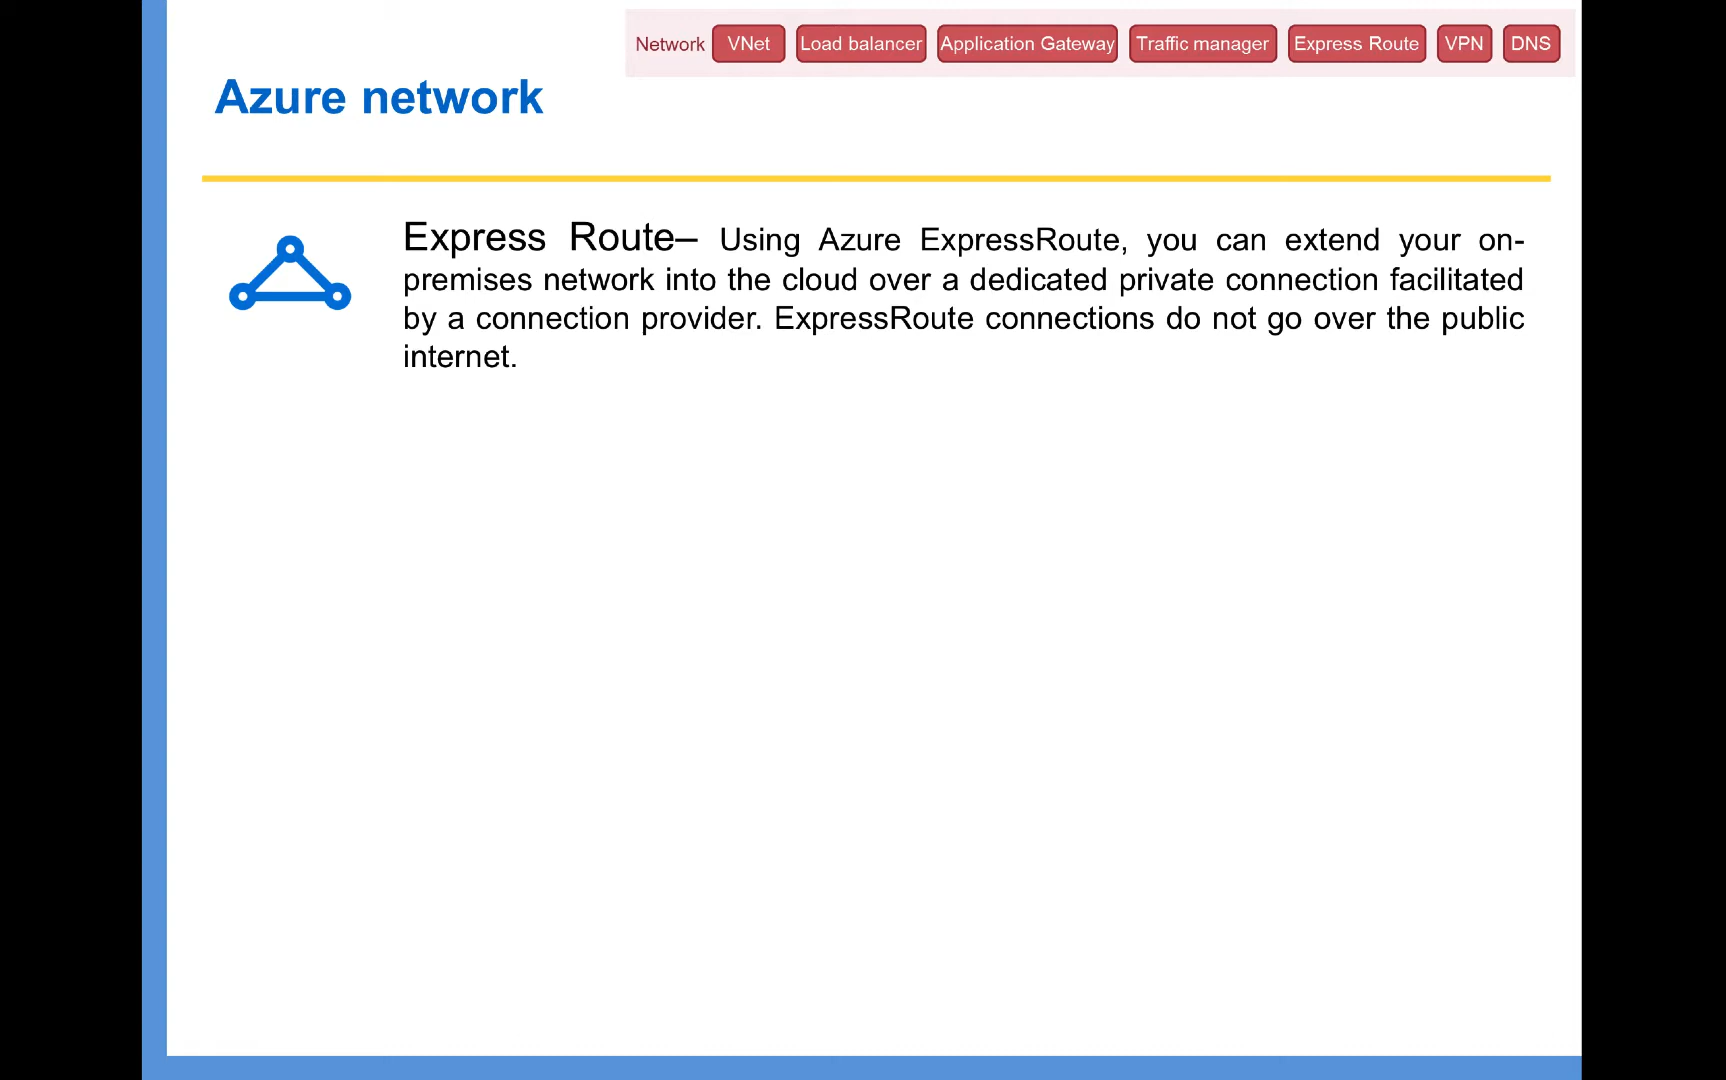 Network VNet Load balancer Application Gateway Traffic manager Express Route VPN DNS
Azure network
Express Route– Using Azure ExpressRoute, you can extend your on-
premises network into the cloud over a dedicated private connection facilitated
by a connection provider. ExpressRoute connections do not go over the public
internet.